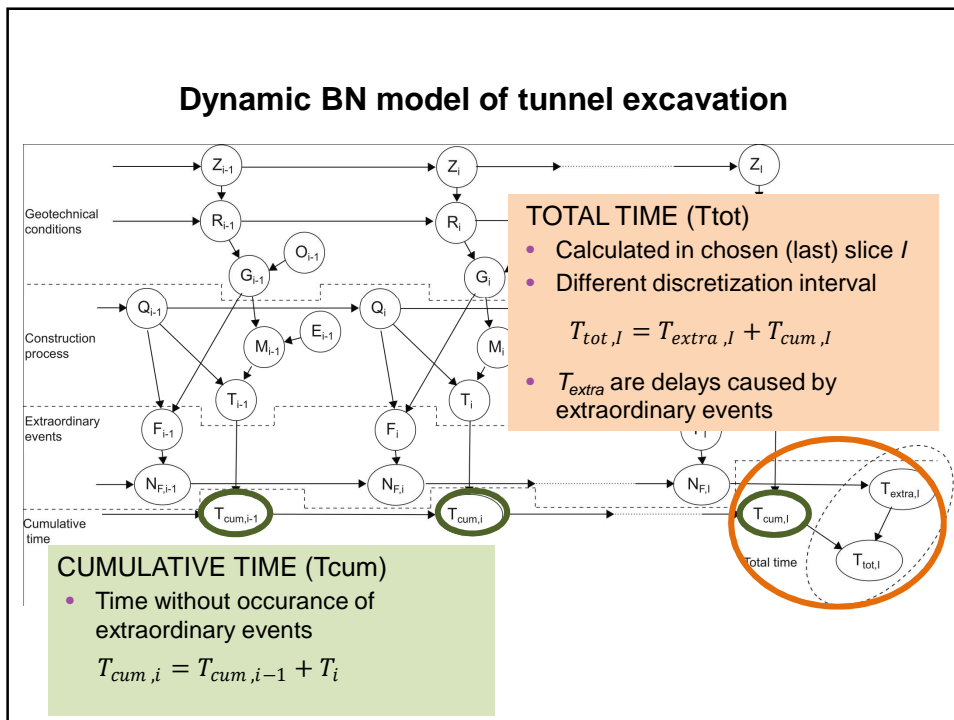 Dynamic BN model of tunnel excavation
Z_{i-1} Z_i Z_I
Geotechnical
conditions
R_{i-1} R_i
O_{i-1}
G_{i-1} G_i
TOTAL TIME (Ttot)
• Calculated in chosen (last) slice I
• Different discretization interval
T_{tot,I} = T_{extra,I} + T_{cum,I}
• T_{extra} are delays caused by
extraordinary events
Q_{i-1} Q_i
Construction
process
E_{i-1}
M_{i-1} M_i
T_{i-1} T_i
Extraordinary
events
F_{i-1} F_i
N_{F,i-1} N_{F,i} N_{F,I}
T_{extra,I}
Cumulative
time
T_{cum,i-1} T_{cum,i} T_{cum,I}
Total time
T_{tot,I}
CUMULATIVE TIME (Tcum)
• Time without occurance of
extraordinary events
T_{cum,i} = T_{cum,i-1} + T_i